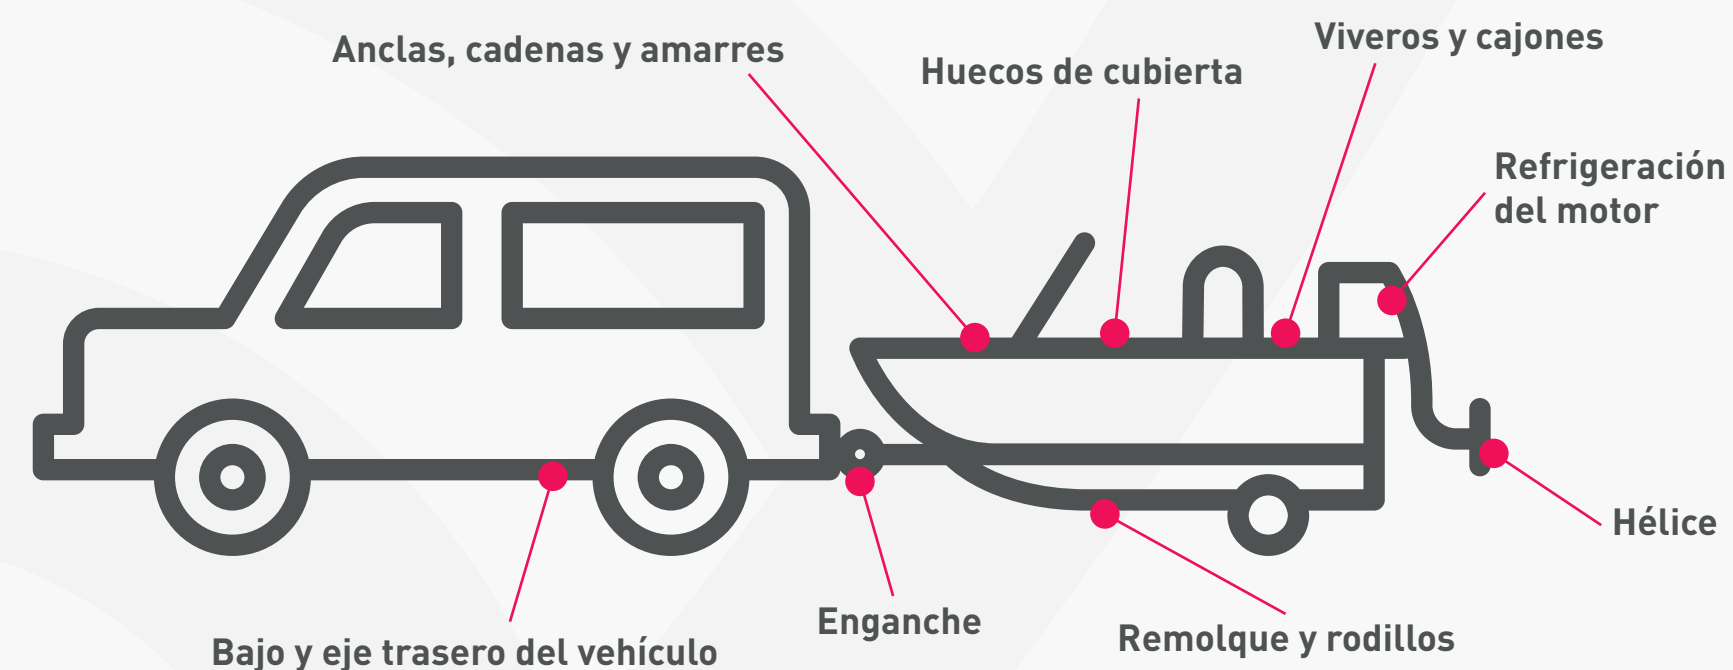 Anclas, cadenas y amarres
Huecos de cubierta
Viveros y cajones
Refrigeración
del motor
Hélice
Remolque y rodillos
Enganche
Bajo y eje trasero del vehículo